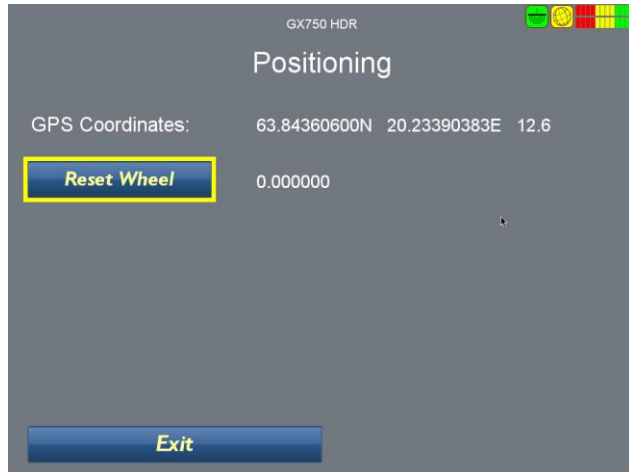 GX750 HDR
Positioning
GPS Coordinates: 63.84360600N 20.23390383E 12.6
Reset Wheel 0.000000
Exit